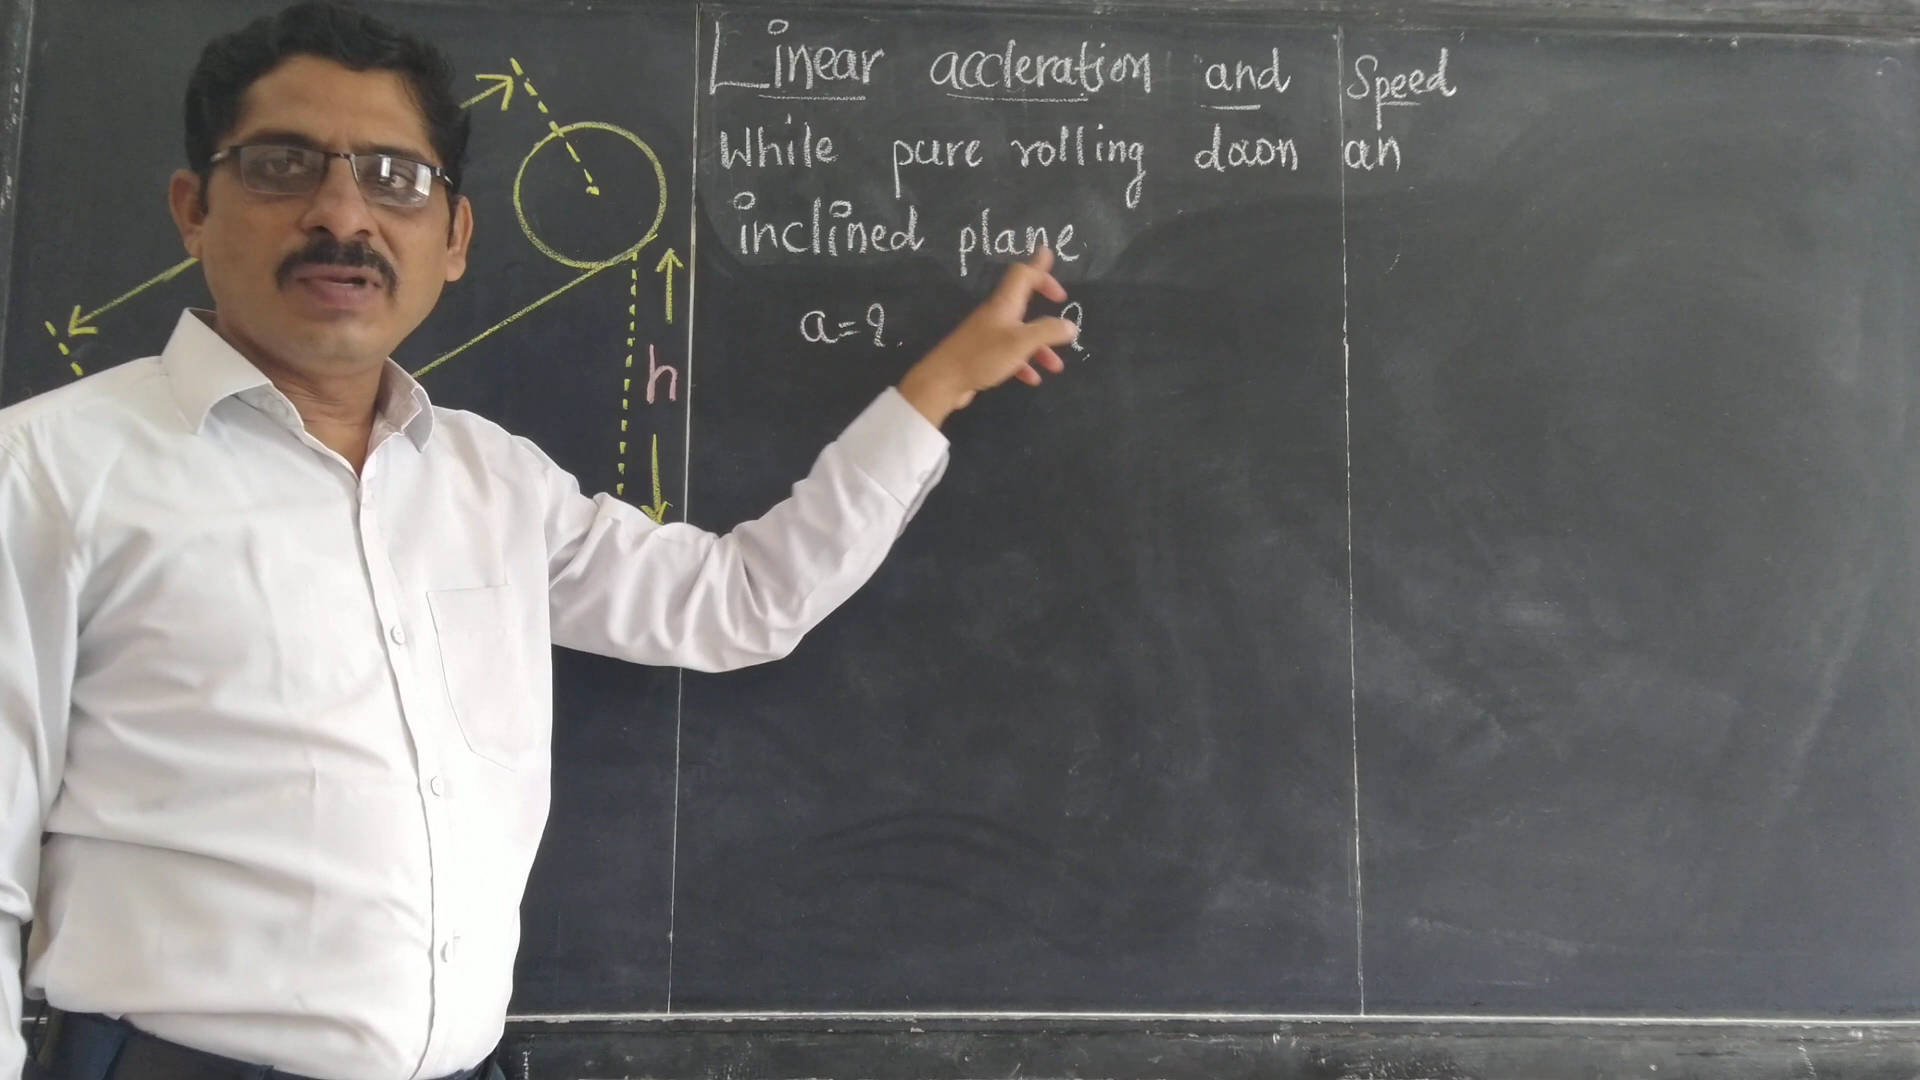 Linear accleration and Speed
While pure rolling down an
inclined plane
a=? ?
h